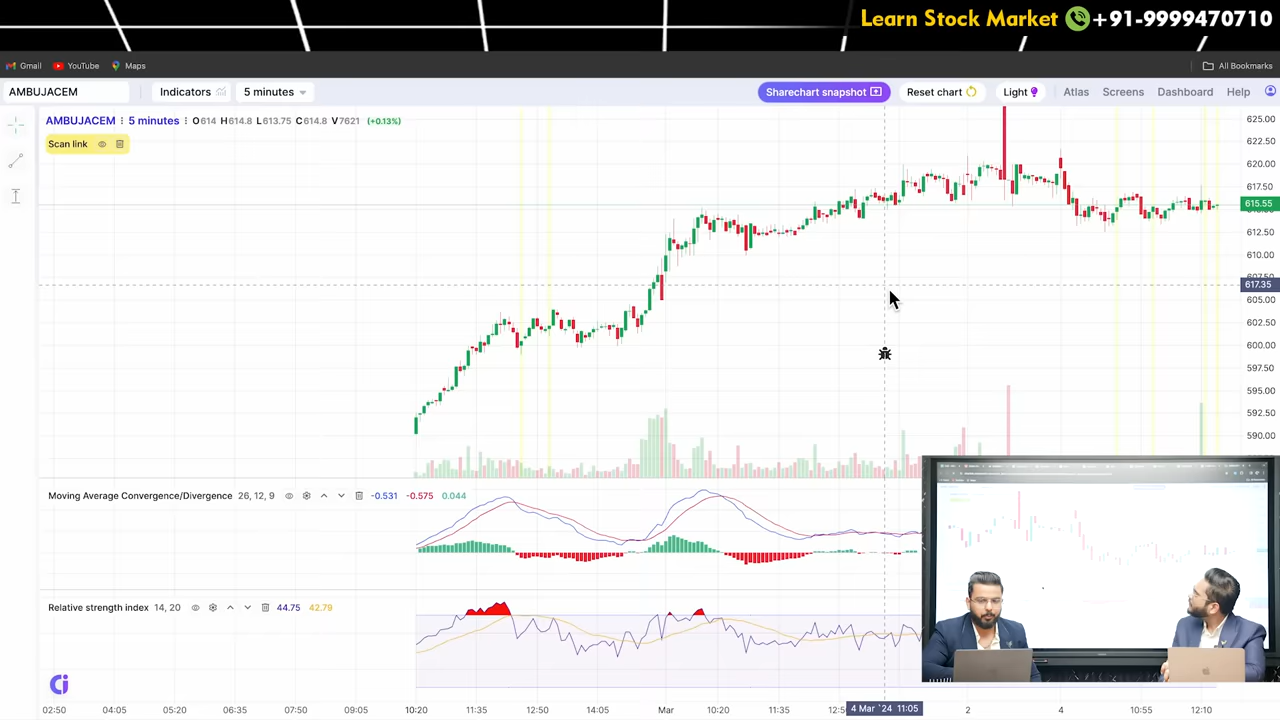 Learn Stock Market +91-9999470710
Gmail YouTube Maps All Bookmarks
AMBUJACEM Indicators 5 minutes Sharechart snapshot Reset chart Light Atlas Screens Dashboard Help
AMBUJACEM : 5 minutes : O614 H614.8 L613.75 C614.8 V7621 (+0.13%)
Scan link
625.00
622.50
620.00
617.50
615.55
612.50
610.00
607.50
617.35
605.00
602.50
600.00
597.50
595.00
592.50
590.00
Moving Average Convergence/Divergence 26, 12, 9 -0.531 -0.575 0.044
Relative strength index 14, 20 44.75 42.79
02:50 04:05 05:20 06:35 07:50 09:05 10:20 11:35 12:50 14:05 Mar 10:20 11:35 12:50 4 Mar `24 11:05 2 4 10:55 12:10